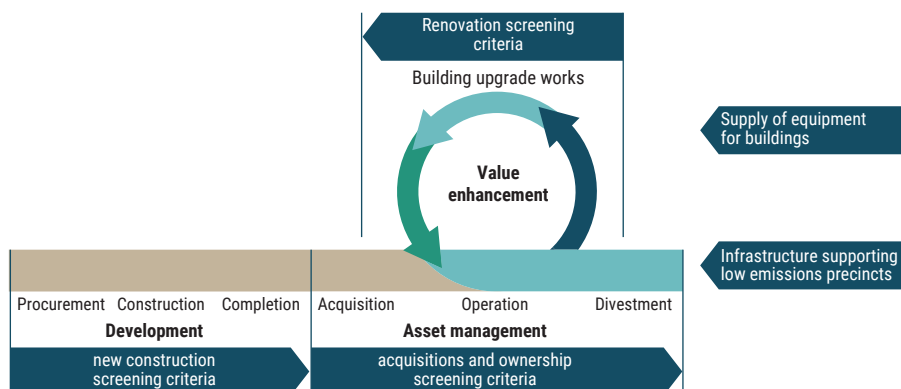 Renovation screening
criteria
Building upgrade works
Supply of equipment
for buildings
Value
enhancement
Infrastructure supporting
low emissions precincts
Procurement Construction Completion Acquisition Operation Divestment
Development Asset management
new construction
screening criteria
acquisitions and ownership
screening criteria